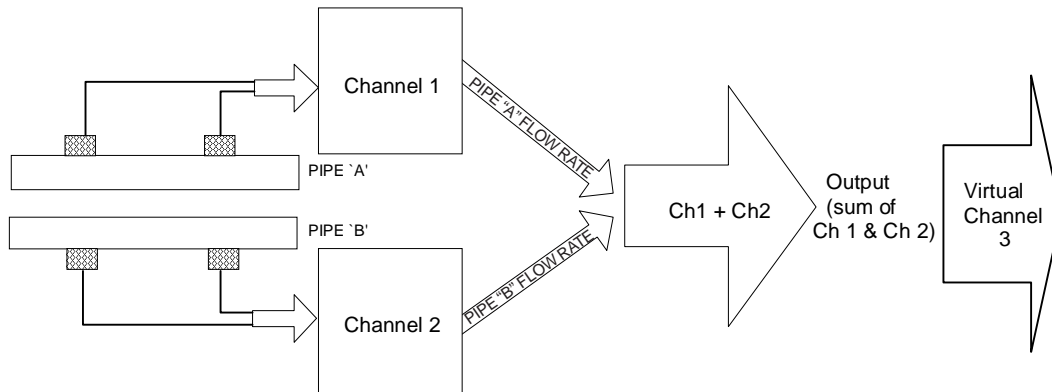 Channel 1
PIPE "A" FLOW RATE
PIPE `A'
PIPE `B'
Channel 2
PIPE "B" FLOW RATE
Ch1 + Ch2
Output
(sum of
Ch 1 & Ch 2)
Virtual
Channel
3